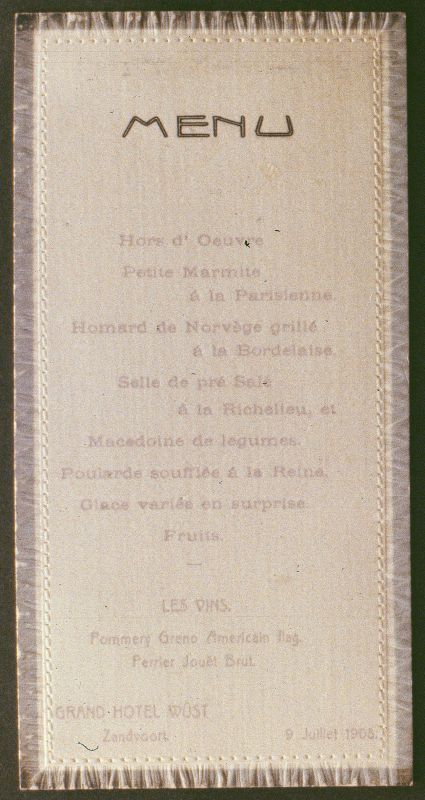 MENU
Hors d' Oeuvre
Petite Marmite
á la Parisienne.
Homard de Norvège grillé
á la Bordelaise.
Selle de pré Salé
á la Richelieu, et
Macedoine de legumes.
Poularde soufflée á la Reine.
Glace variés en surprise.
Fruits.
LES VINS.
Pommery Greno Americain flag.
Perrier Jouët Brut.
GRAND HOTEL WÜST
Zandvoort.
9 Juillet